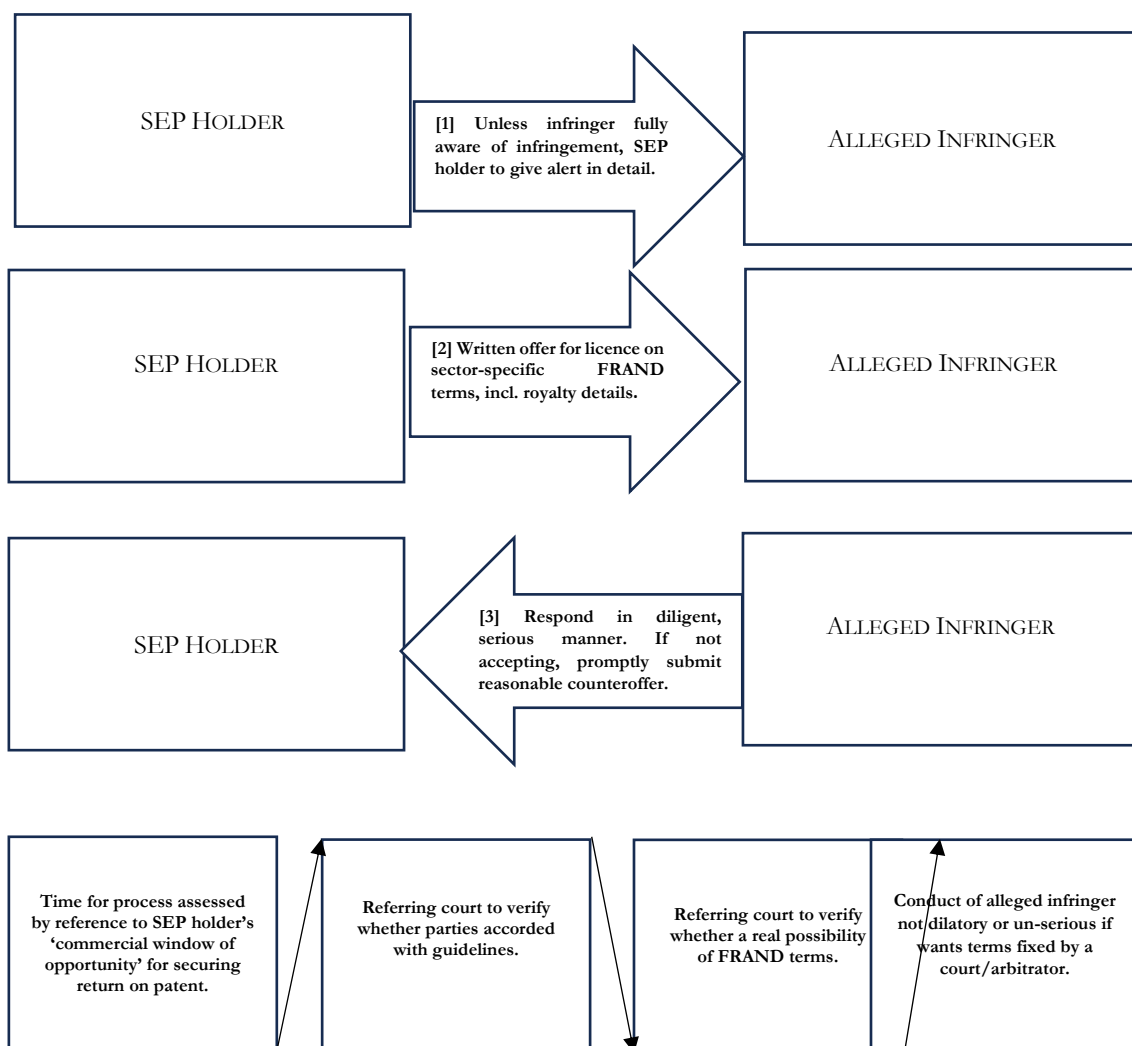 SEP HOLDER
[1] Unless infringer fully
aware of infringement, SEP
holder to give alert in detail.
ALLEGED INFRINGER
SEP HOLDER
[2] Written offer for licence on
sector-specific FRAND
terms, incl. royalty details.
ALLEGED INFRINGER
SEP HOLDER
[3] Respond in diligent,
serious manner. If not
accepting, promptly submit
reasonable counteroffer.
ALLEGED INFRINGER
Time for process assessed
by reference to SEP holder's
'commercial window of
opportunity' for securing
return on patent.
Referring court to verify
whether parties accorded
with guidelines.
Referring court to verify
whether a real possibility
of FRAND terms.
Conduct of alleged infringer
not dilatory or un-serious if
wants terms fixed by a
court/arbitrator.